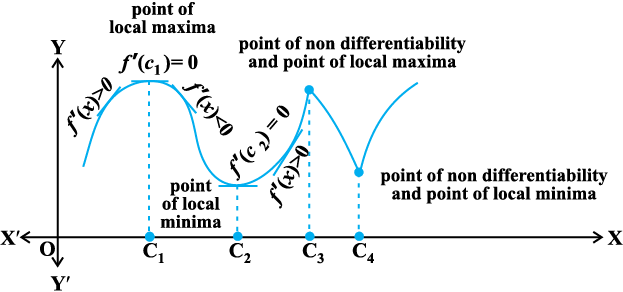 point of
local maxima
Y
f′(c₁)= 0
f′(x)>0
f′(x)<0
point of non differentiability
and point of local maxima
f′(c₂) = 0
f′(x)>0
point
of local
minima
point of non differentiability
and point of local minima
X′
O
C₁
C₂
C₃
C₄
X
Y′